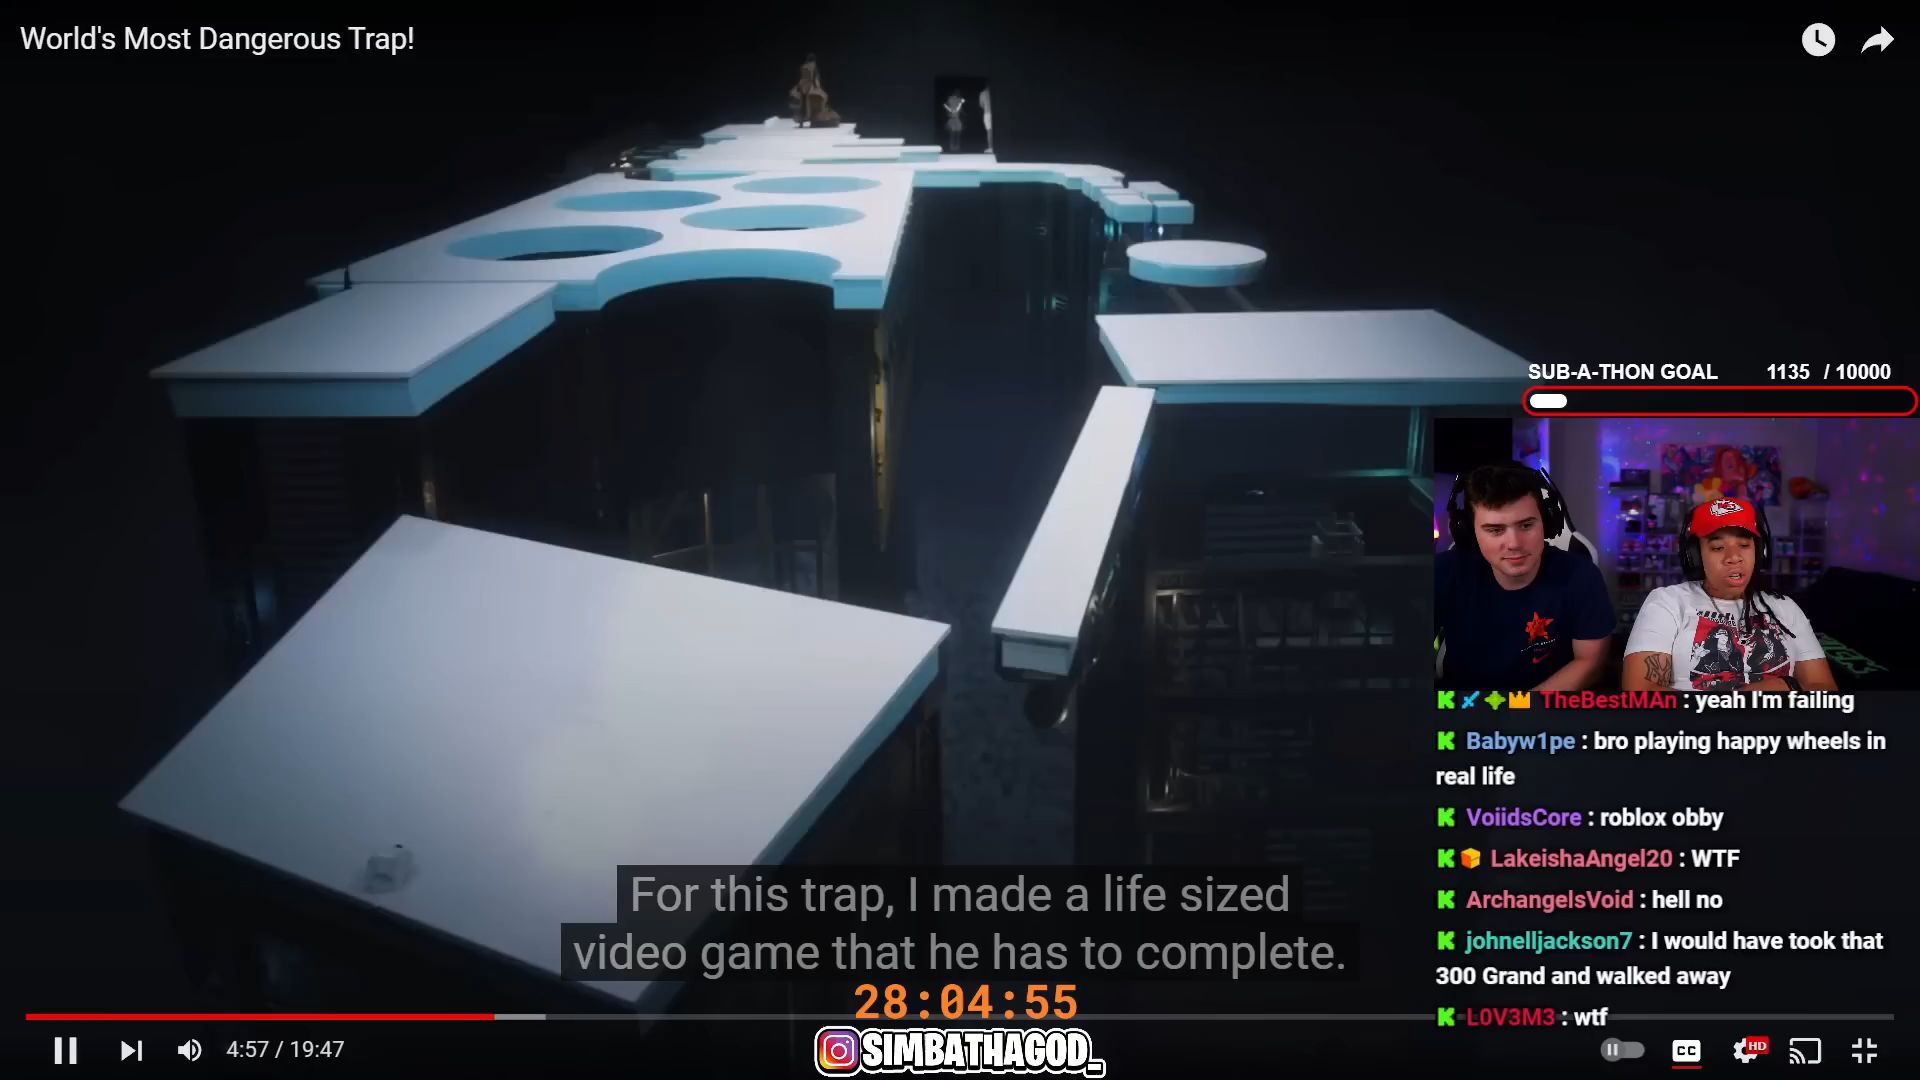 World's Most Dangerous Trap!
SUB-A-THON GOAL 1135 / 10000
TheBestMAn : yeah I'm failing
Babyw1pe : bro playing happy wheels in
real life
VoiidsCore : roblox obby
LakeishaAngel20 : WTF
ArchangelsVoid : hell no
johnelljackson7 : I would have took that
300 Grand and walked away
L0V3M3 : wtf
For this trap, I made a life sized
video game that he has to complete.
28:04:55
4:57 / 19:47
SIMBATHAGOD_
CC
HD